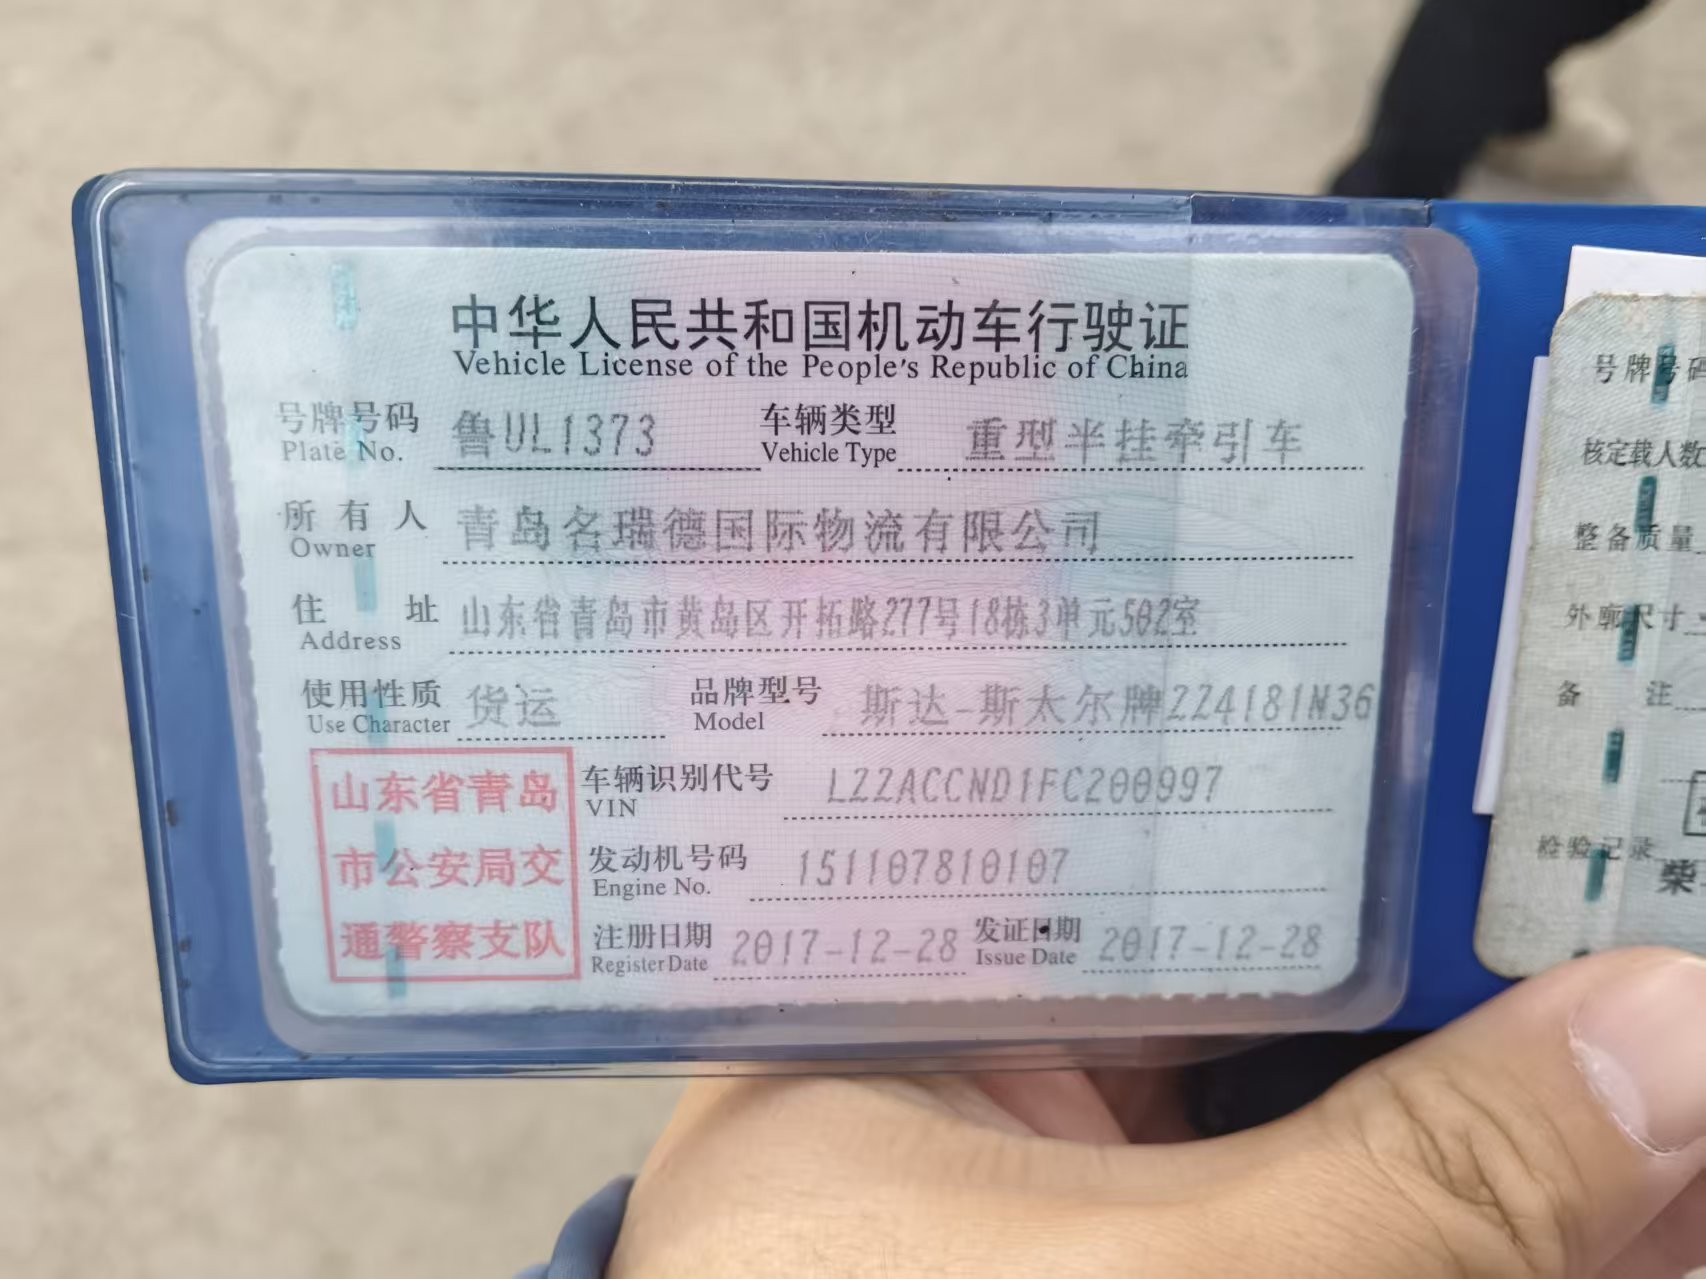 中华人民共和国机动车行驶证
Vehicle License of the People's Republic of China
号牌号码 鲁UL1373 车辆类型 重型半挂牵引车
Plate No. Vehicle Type
所有人 青岛名瑞德国际物流有限公司
Owner
住址 山东省青岛市黄岛区开拓路277号18栋3单元502室
Address
使用性质 货运 品牌型号 斯达-斯太尔牌ZZ4181N36
Use Character Model
山东省青岛
市公安局交
通警察支队
车辆识别代号 LZZACCND1FC200997
VIN
发动机号码 151107810107
Engine No.
注册日期 2017-12-28 发证日期 2017-12-28
Register Date Issue Date
号牌号码
核定载人数
整备质量
外廓尺寸
备注
检验记录
柴